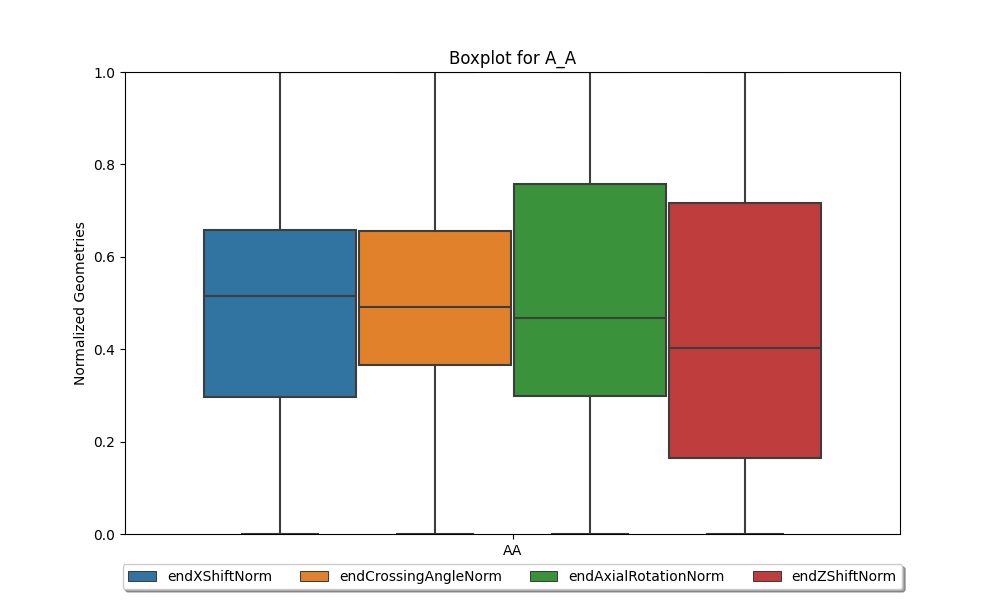 Boxplot for A_A
1.0
0.8
0.6
0.4
0.2
0.0
Normalized Geometries
AA
endXShiftNorm endCrossingAngleNorm endAxialRotationNorm endZShiftNorm